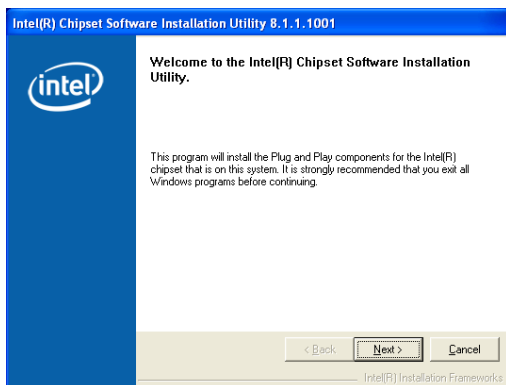 Intel(R) Chipset Software Installation Utility 8.1.1.1001
intel
Welcome to the Intel(R) Chipset Software Installation
Utility.
This program will install the Plug and Play components for the Intel(R)
chipset that is on this system. It is strongly recommended that you exit all
Windows programs before continuing.
< Back
Next >
Cancel
Intel(R) Installation Frameworks